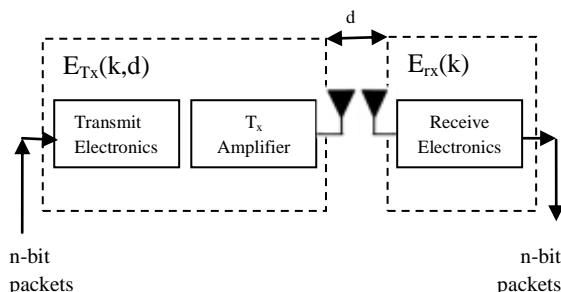 d
E_Tx(k,d)
E_rx(k)
Transmit
Electronics
T_x
Amplifier
Receive
Electronics
n-bit
packets
n-bit
packets